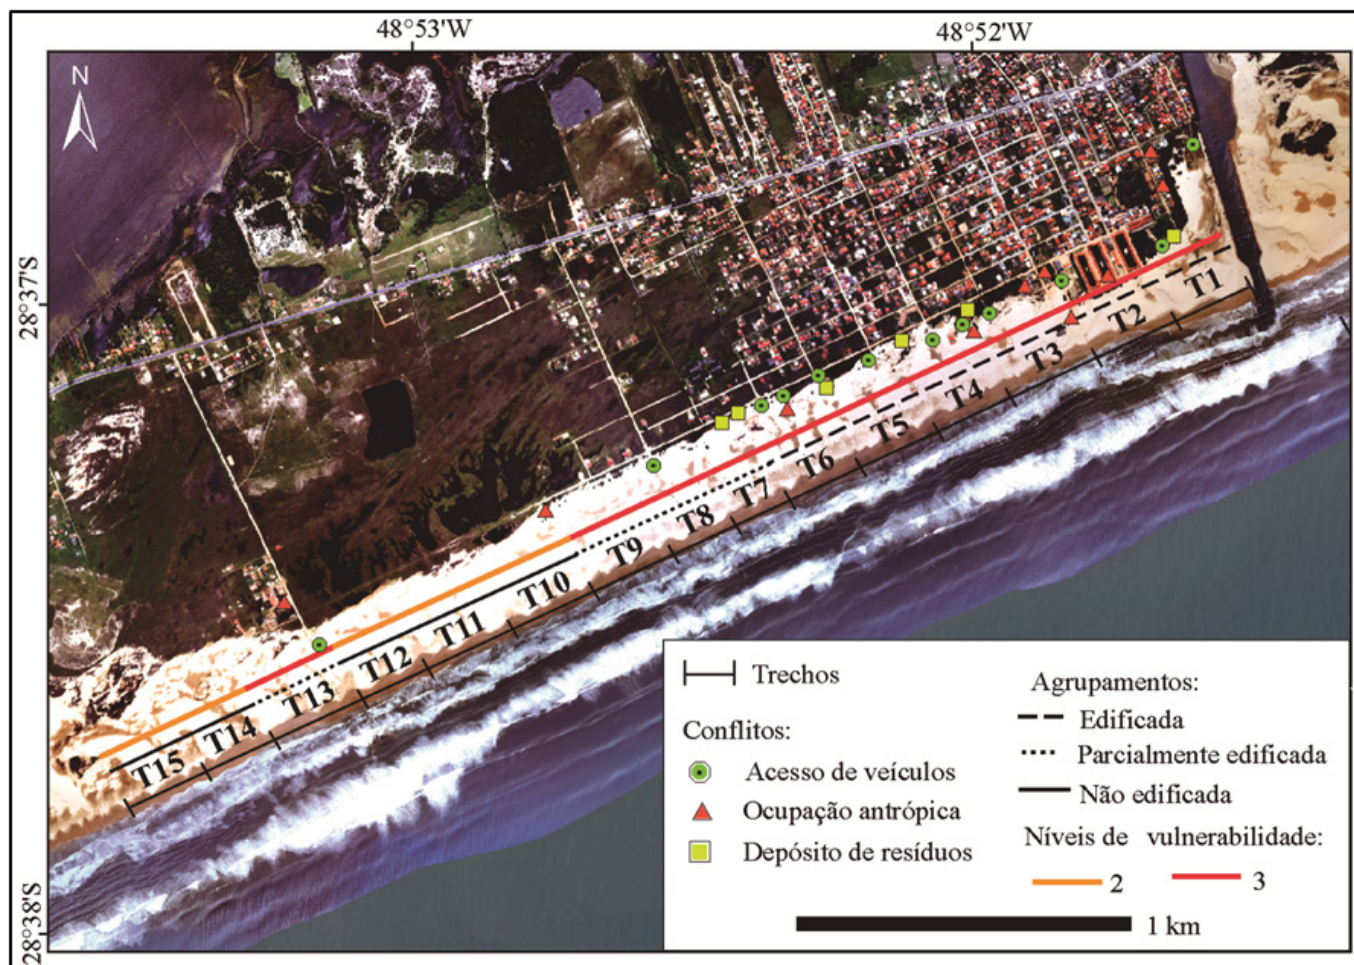 48°53'W
48°52'W
N
28°37'S
28°38'S
T1
T2
T3
T4
T5
T6
T7
T8
T9
T10
T11
T12
T13
T14
T15
Trechos
Conflitos:
Acesso de veículos
Ocupação antrópica
Depósito de resíduos
Agrupamentos:
Edificada
Parcialmente edificada
Não edificada
Níveis de vulnerabilidade:
2 3
1 km